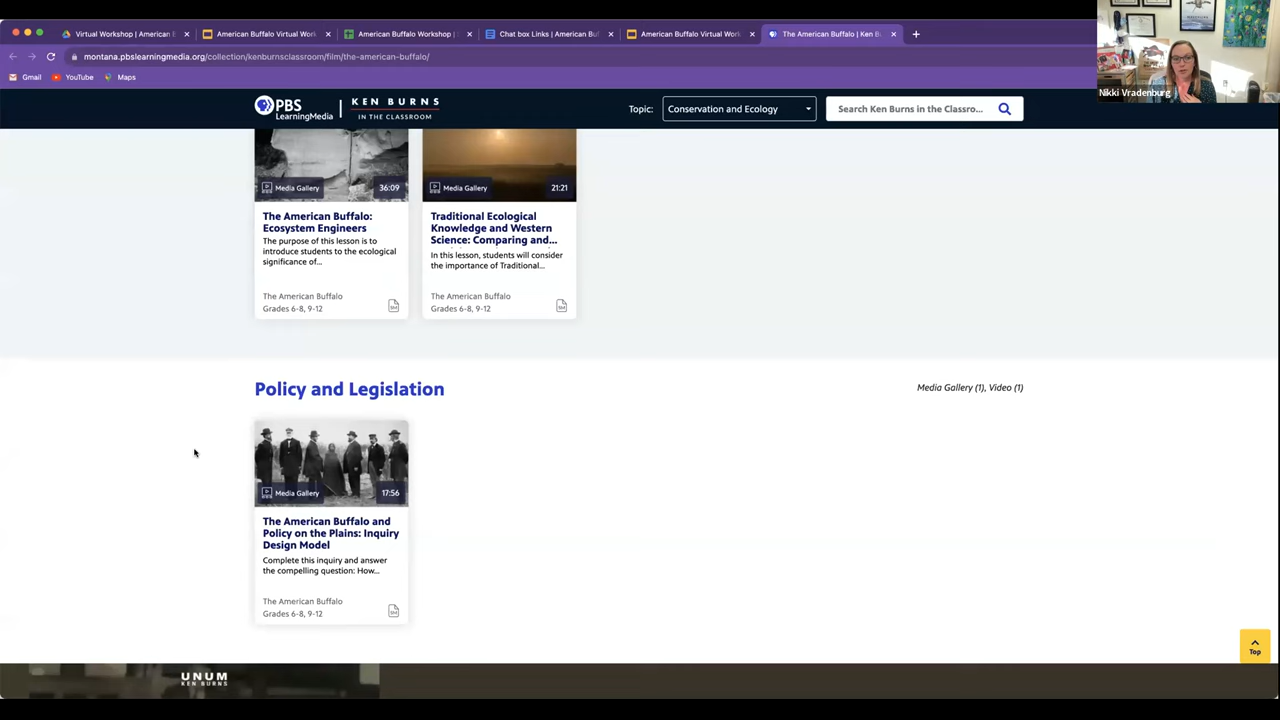 Virtual Workshop | American B
American Buffalo Virtual Work
American Buffalo Workshop |
Chat box Links | American Buf
American Buffalo Virtual Work
The American Buffalo | Ken B
montana.pbslearningmedia.org/collection/kenburnsclassroom/film/the-american-buffalo/
Gmail
YouTube
Maps
Nikki Vradenburg
PBS LearningMedia
KEN BURNS
IN THE CLASSROOM
Topic:
Conservation and Ecology
Search Ken Burns in the Classro...
Media Gallery
36:09
Media Gallery
21:21
The American Buffalo:
Ecosystem Engineers
The purpose of this lesson is to
introduce students to the ecological
significance of...
The American Buffalo
Grades 6-8, 9-12
Traditional Ecological
Knowledge and Western
Science: Comparing and...
In this lesson, students will consider
the importance of Traditional...
The American Buffalo
Grades 6-8, 9-12
Policy and Legislation
Media Gallery (1), Video (1)
Media Gallery
17:56
The American Buffalo and
Policy on the Plains: Inquiry
Design Model
Complete this inquiry and answer
the compelling question: How...
The American Buffalo
Grades 6-8, 9-12
Top
UNUM
KEN BURNS